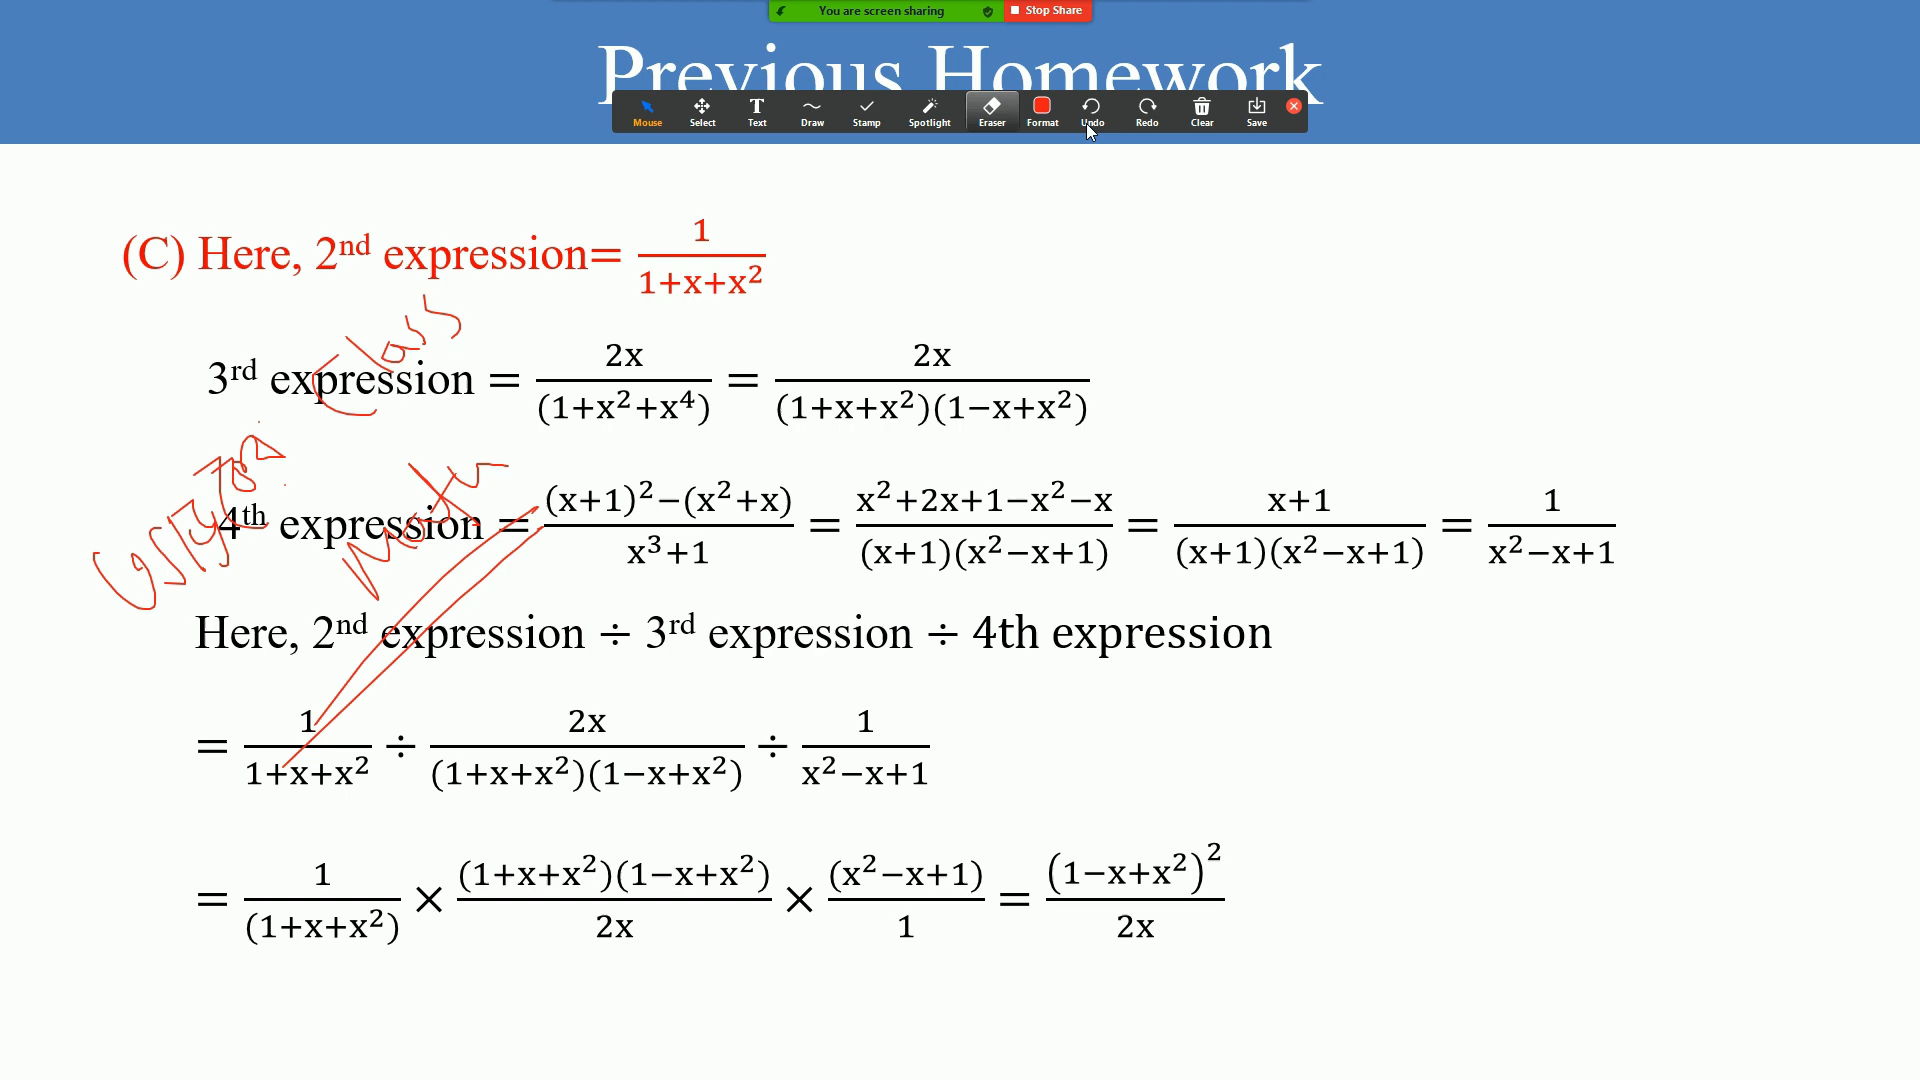 You are screen sharing Stop Share
Previous Homework
Mouse Select Text Draw Stamp Spotlight Eraser Format Undo Redo Clear Save
(C) Here, 2nd expression= 1/(1+x+x²)
3rd expression = 2x/(1+x²+x⁴) = 2x/((1+x+x²)(1−x+x²))
Class
4th expression = ((x+1)²−(x²+x))/(x³+1) = (x²+2x+1−x²−x)/((x+1)(x²−x+1)) = (x+1)/((x+1)(x²−x+1)) = 1/(x²−x+1)
Math
Here, 2nd expression ÷ 3rd expression ÷ 4th expression
= 1/(1+x+x²) ÷ 2x/((1+x+x²)(1−x+x²)) ÷ 1/(x²−x+1)
= 1/((1+x+x²)) × ((1+x+x²)(1−x+x²))/2x × (x²−x+1)/1 = (1−x+x²)²/2x